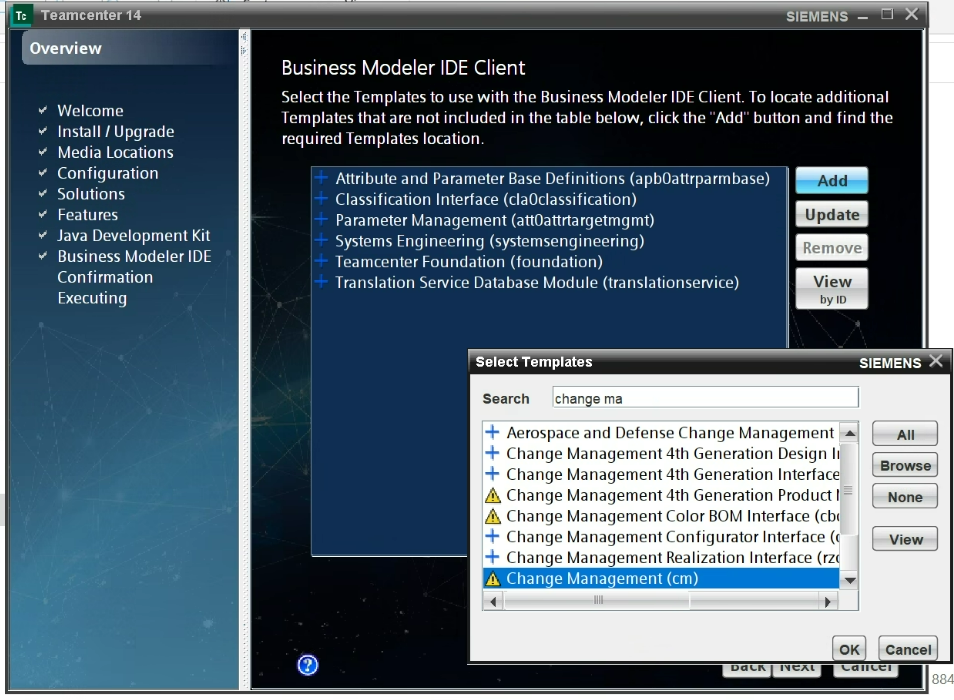 Tc Teamcenter 14
SIEMENS
Overview
Welcome
Install / Upgrade
Media Locations
Configuration
Solutions
Features
Java Development Kit
Business Modeler IDE
Confirmation
Executing
Business Modeler IDE Client
Select the Templates to use with the Business Modeler IDE Client. To locate additional
Templates that are not included in the table below, click the "Add" button and find the
required Templates location.
Attribute and Parameter Base Definitions (apb0attrparmbase)
Classification Interface (cla0classification)
Parameter Management (att0attrtargetmgmt)
Systems Engineering (systemsengineering)
Teamcenter Foundation (foundation)
Translation Service Database Module (translationservice)
Add
Update
Remove
View
by ID
Select Templates
SIEMENS
Search
change ma
Aerospace and Defense Change Management
Change Management 4th Generation Design
Change Management 4th Generation Interface
Change Management 4th Generation Product
Change Management Color BOM Interface (cb
Change Management Configurator Interface (
Change Management Realization Interface (rz
Change Management (cm)
All
Browse
None
View
OK
Cancel
?
Back
Next
Cancel
884